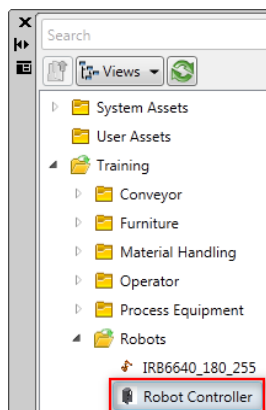 Search
Views
System Assets
User Assets
Training
Conveyor
Furniture
Material Handling
Operator
Process Equipment
Robots
IRB6640_180_255
Robot Controller